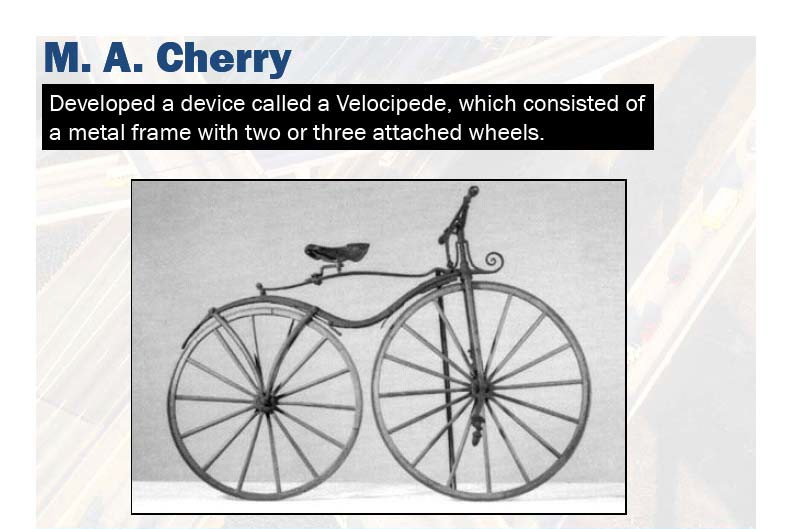 M. A. Cherry
Developed a device called a Velocipede, which consisted of
a metal frame with two or three attached wheels.